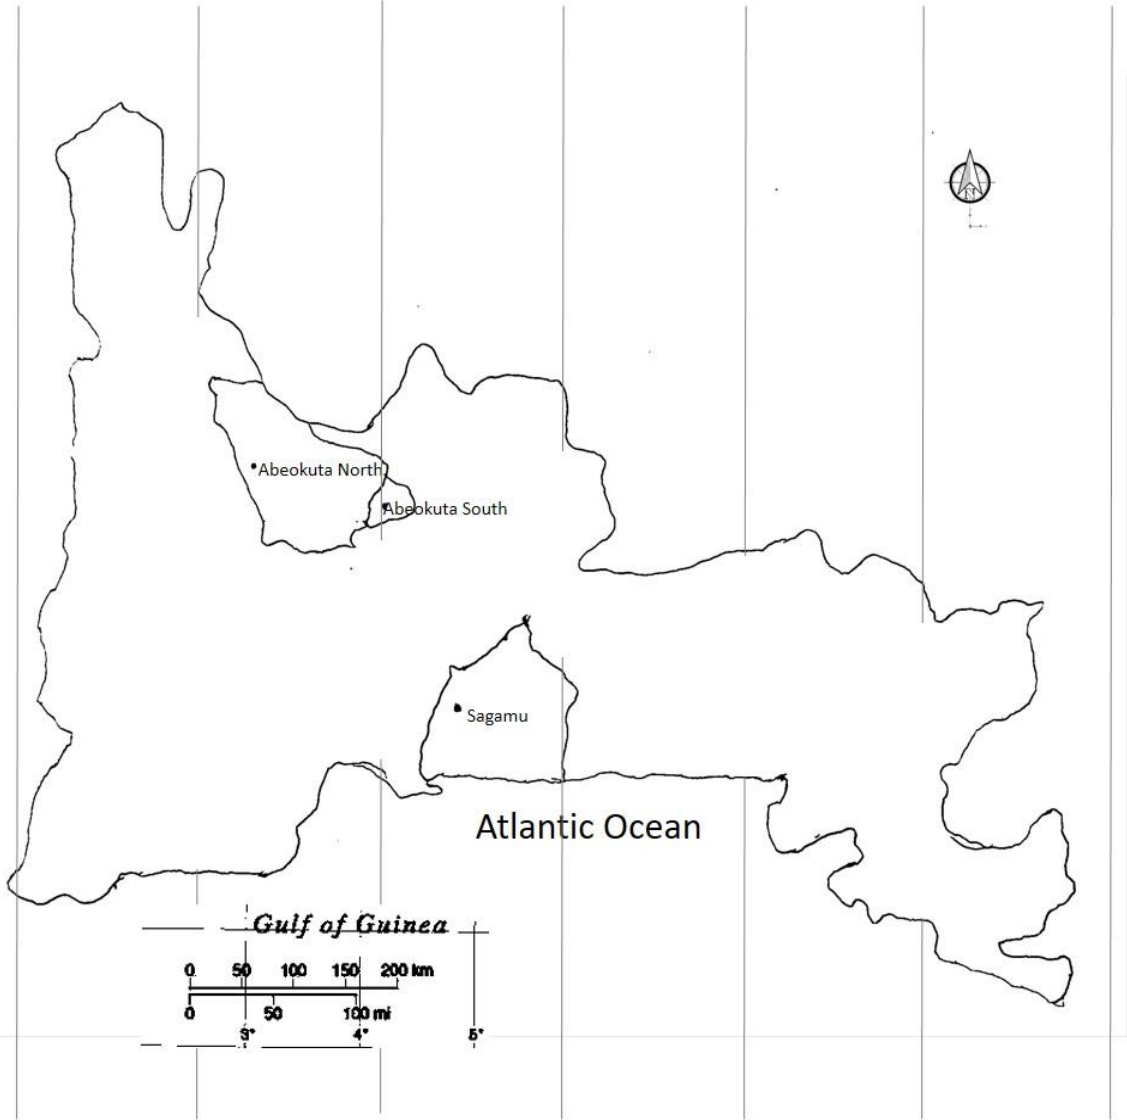 N
Abeokuta North
Abeokuta South
Sagamu
Atlantic Ocean
Gulf of Guinea
0 50 100 150 200 km
0 50 100 mi
3° 4° 5°